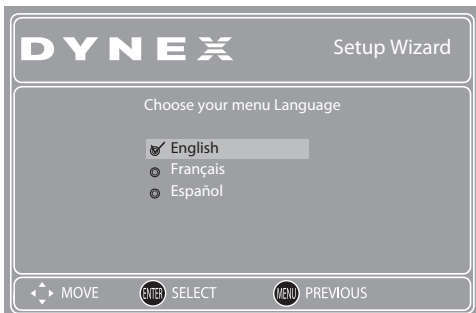 DYNEX Setup Wizard
Choose your menu Language
English
Français
Español
MOVE ENTER SELECT MENU PREVIOUS